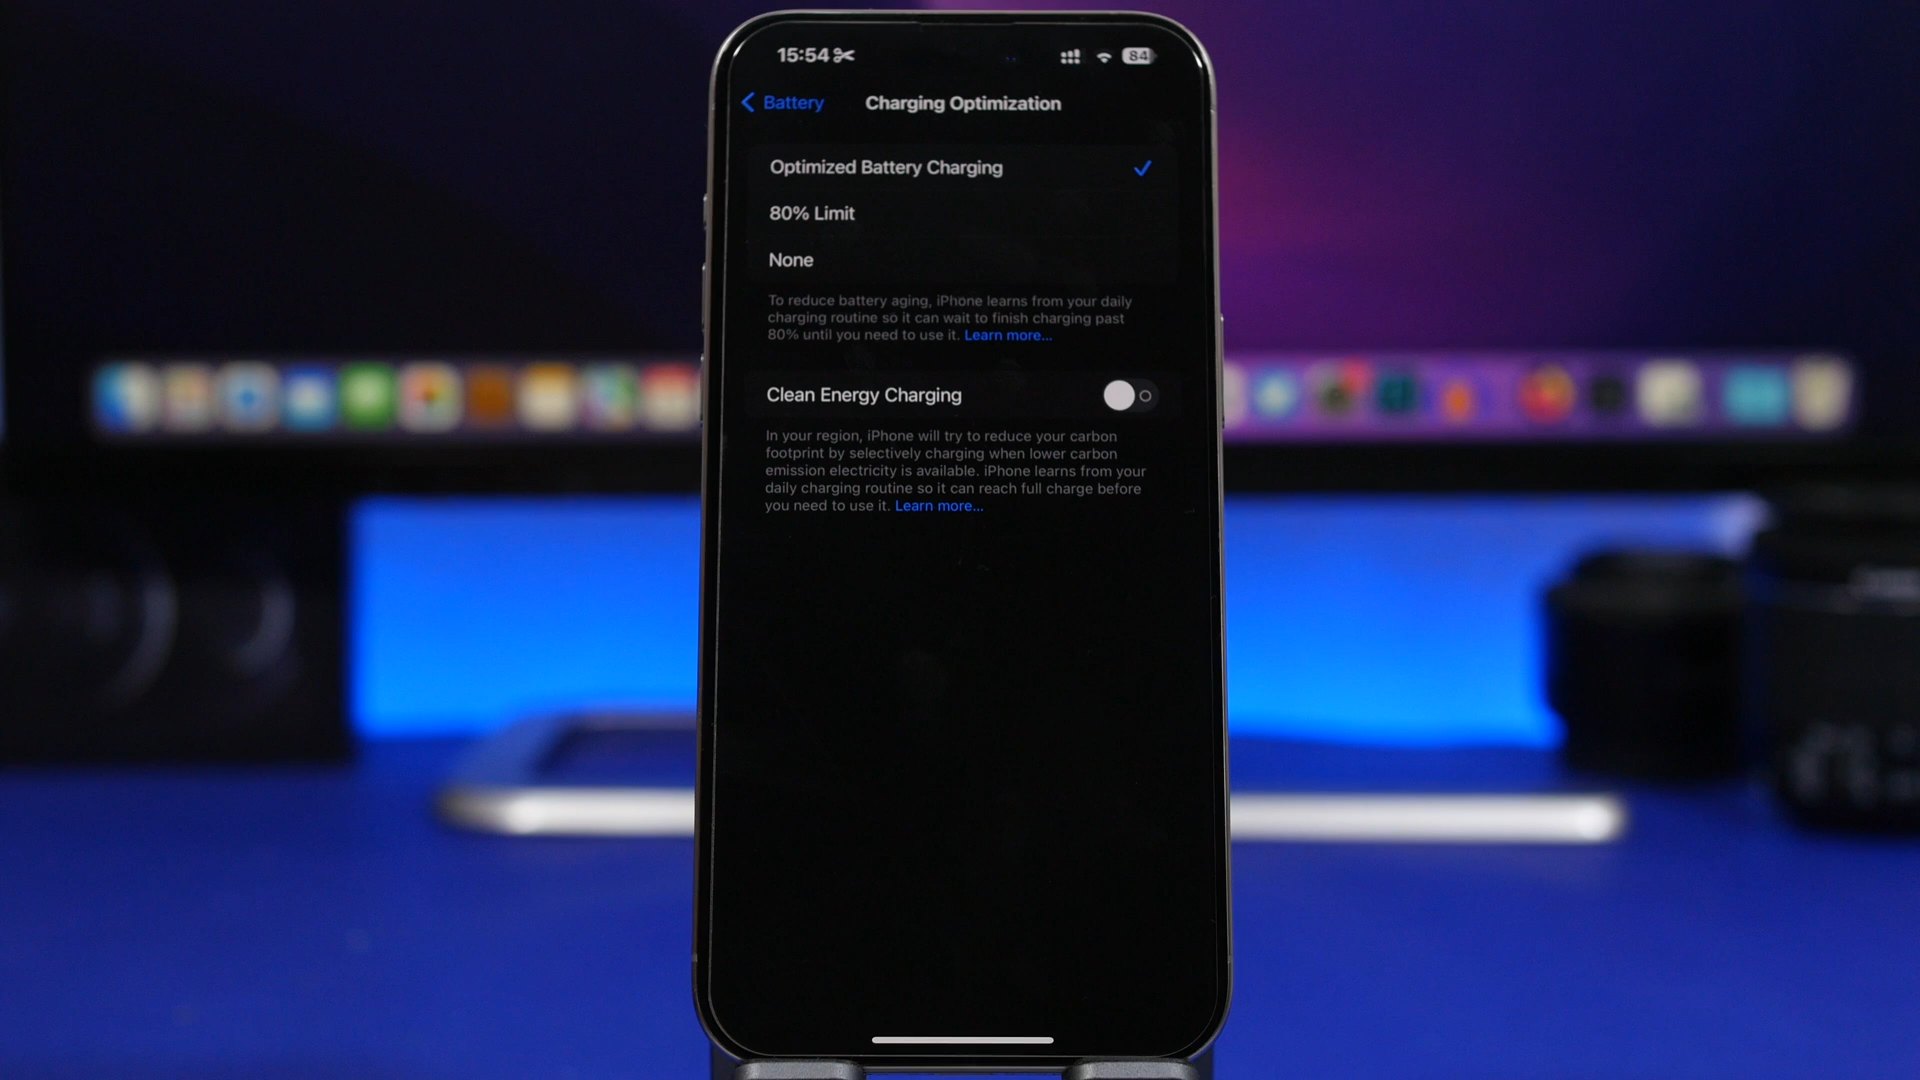 15:54
84
Battery
Charging Optimization
Optimized Battery Charging
80% Limit
None
To reduce battery aging, iPhone learns from your daily
charging routine so it can wait to finish charging past
80% until you need to use it. Learn more...
Clean Energy Charging
In your region, iPhone will try to reduce your carbon
footprint by selectively charging when lower carbon
emission electricity is available. iPhone learns from your
daily charging routine so it can reach full charge before
you need to use it. Learn more...